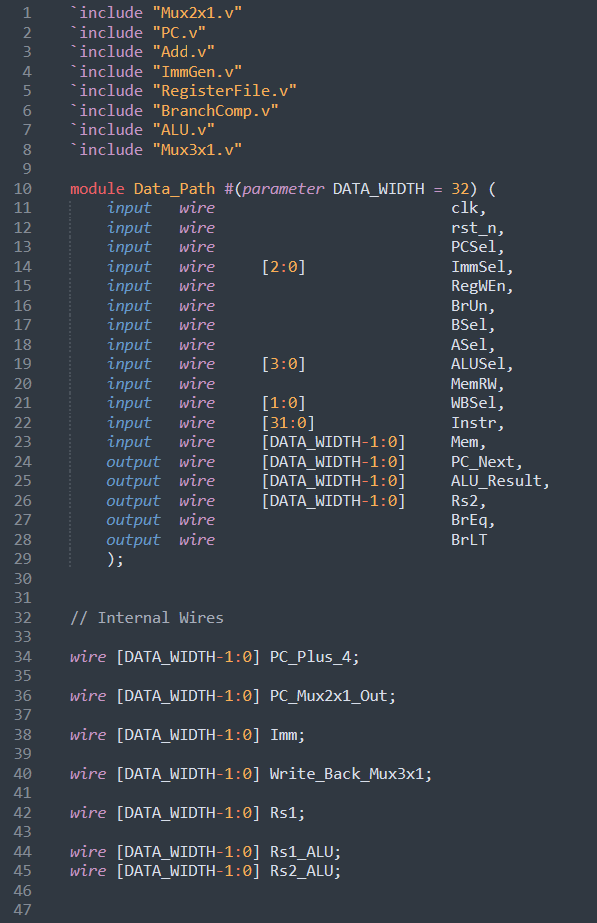 1 `include "Mux2x1.v"
2 `include "PC.v"
3 `include "Add.v"
4 `include "ImmGen.v"
5 `include "RegisterFile.v"
6 `include "BranchComp.v"
7 `include "ALU.v"
8 `include "Mux3x1.v"
9
10 module Data_Path #(parameter DATA_WIDTH = 32) (
11 input wire clk,
12 input wire rst_n,
13 input wire PCSel,
14 input wire [2:0] ImmSel,
15 input wire RegWEn,
16 input wire BrUn,
17 input wire BSel,
18 input wire ASel,
19 input wire [3:0] ALUSel,
20 input wire MemRW,
21 input wire [1:0] WBSel,
22 input wire [31:0] Instr,
23 input wire [DATA_WIDTH-1:0] Mem,
24 output wire [DATA_WIDTH-1:0] PC_Next,
25 output wire [DATA_WIDTH-1:0] ALU_Result,
26 output wire [DATA_WIDTH-1:0] Rs2,
27 output wire BrEq,
28 output wire BrLT
29 );
30
31
32 // Internal Wires
33
34 wire [DATA_WIDTH-1:0] PC_Plus_4;
35
36 wire [DATA_WIDTH-1:0] PC_Mux2x1_Out;
37
38 wire [DATA_WIDTH-1:0] Imm;
39
40 wire [DATA_WIDTH-1:0] Write_Back_Mux3x1;
41
42 wire [DATA_WIDTH-1:0] Rs1;
43
44 wire [DATA_WIDTH-1:0] Rs1_ALU;
45 wire [DATA_WIDTH-1:0] Rs2_ALU;
46
47